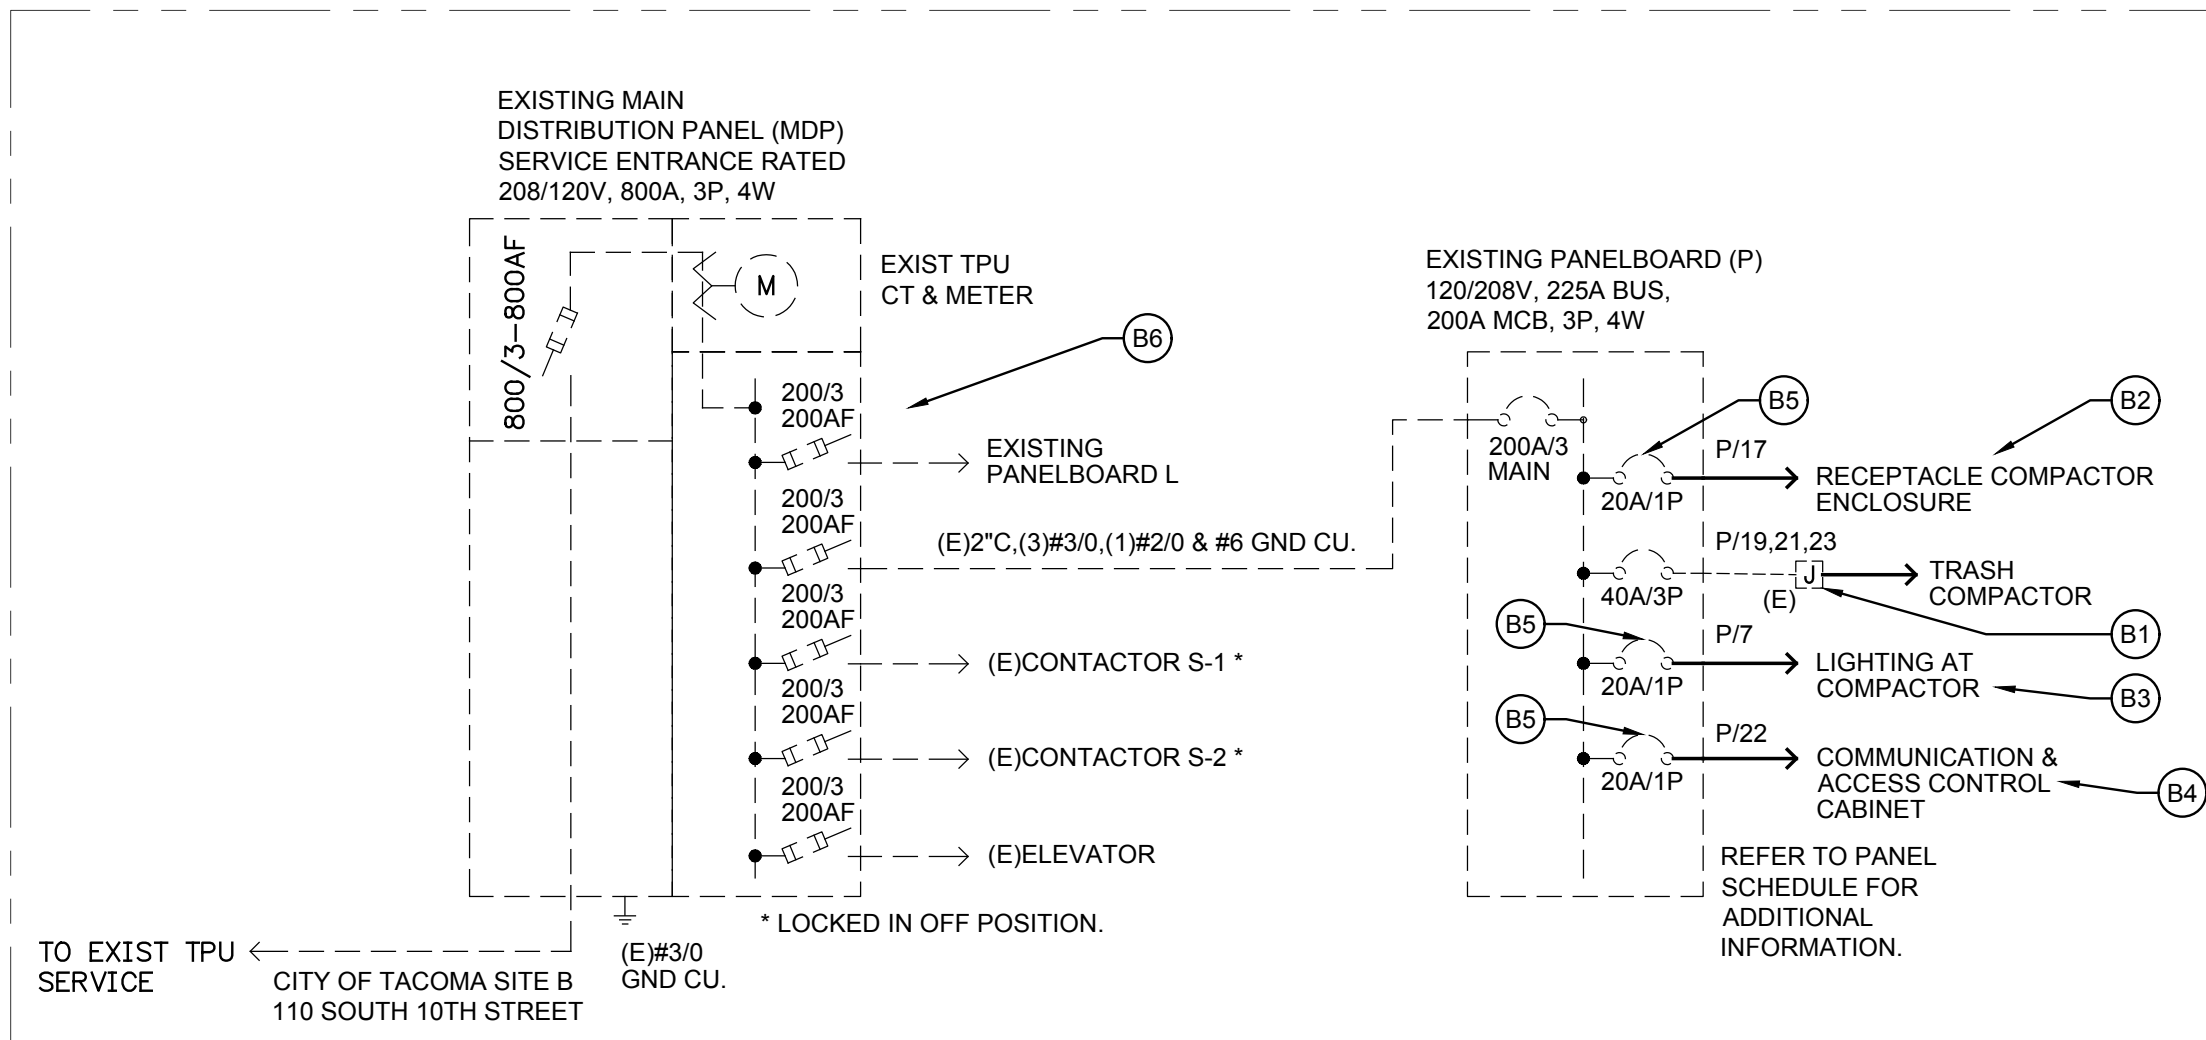 EXISTING MAIN
DISTRIBUTION PANEL (MDP)
SERVICE ENTRANCE RATED
208/120V, 800A, 3P, 4W
800/3-800AF
M
EXIST TPU
CT & METER
B6
200/3
200AF
EXISTING
PANELBOARD L
200/3
200AF
(E)2"C,(3)#3/0,(1)#2/0 & #6 GND CU.
200/3
200AF
(E)CONTACTOR S-1 *
200/3
200AF
(E)CONTACTOR S-2 *
200/3
200AF
(E)ELEVATOR
* LOCKED IN OFF POSITION.
(E)#3/0
GND CU.
TO EXIST TPU
SERVICE
CITY OF TACOMA SITE B
110 SOUTH 10TH STREET
EXISTING PANELBOARD (P)
120/208V, 225A BUS,
200A MCB, 3P, 4W
200A/3
MAIN
B5
B2
P/17
20A/1P
RECEPTACLE COMPACTOR
ENCLOSURE
P/19,21,23
40A/3P
(E)
J
TRASH
COMPACTOR
B1
B5
P/7
20A/1P
LIGHTING AT
COMPACTOR
B3
B5
P/22
20A/1P
COMMUNICATION &
ACCESS CONTROL
CABINET
B4
REFER TO PANEL
SCHEDULE FOR
ADDITIONAL
INFORMATION.